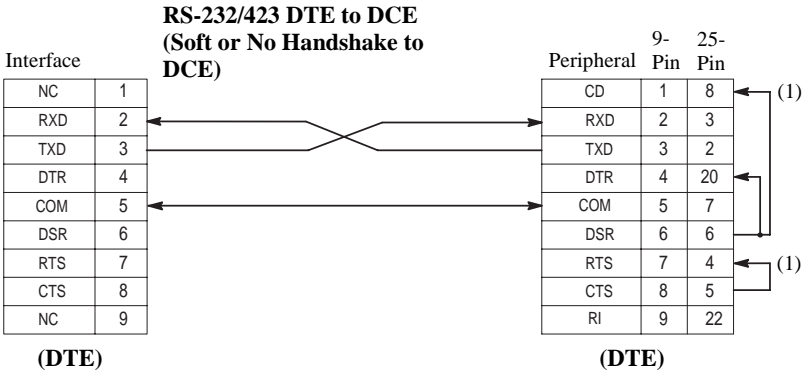 RS-232/423 DTE to DCE
(Soft or No Handshake to
DCE)
Interface
Peripheral 9-Pin 25-Pin
NC 1 CD 1 8 (1)
RXD 2 RXD 2 3
TXD 3 TXD 3 2
DTR 4 DTR 4 20
COM 5 COM 5 7
DSR 6 DSR 6 6
RTS 7 RTS 7 4 (1)
CTS 8 CTS 8 5
NC 9 RI 9 22
(DTE) (DTE)